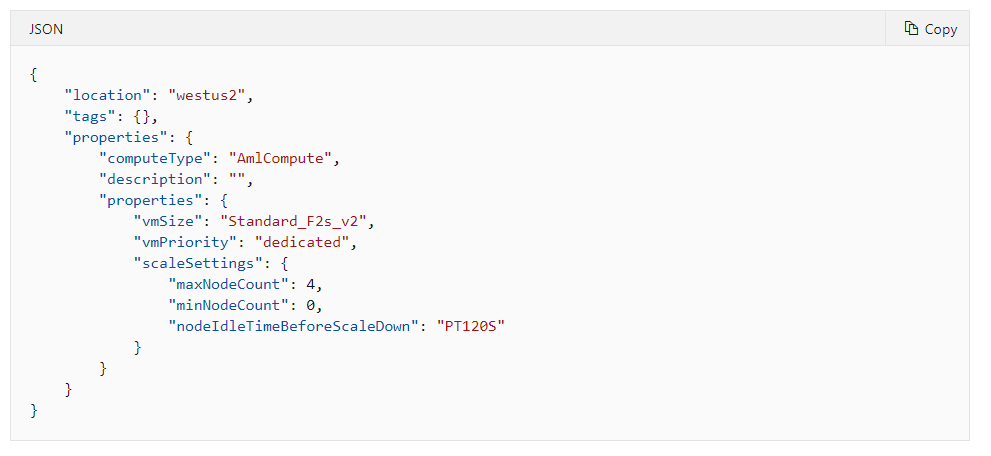 JSON
Copy
{
    "location": "westus2",
    "tags": {},
    "properties": {
        "computeType": "AmlCompute",
        "description": "",
        "properties": {
            "vmSize": "Standard_F2s_v2",
            "vmPriority": "dedicated",
            "scaleSettings": {
                "maxNodeCount": 4,
                "minNodeCount": 0,
                "nodeIdleTimeBeforeScaleDown": "PT120S"
            }
        }
    }
}